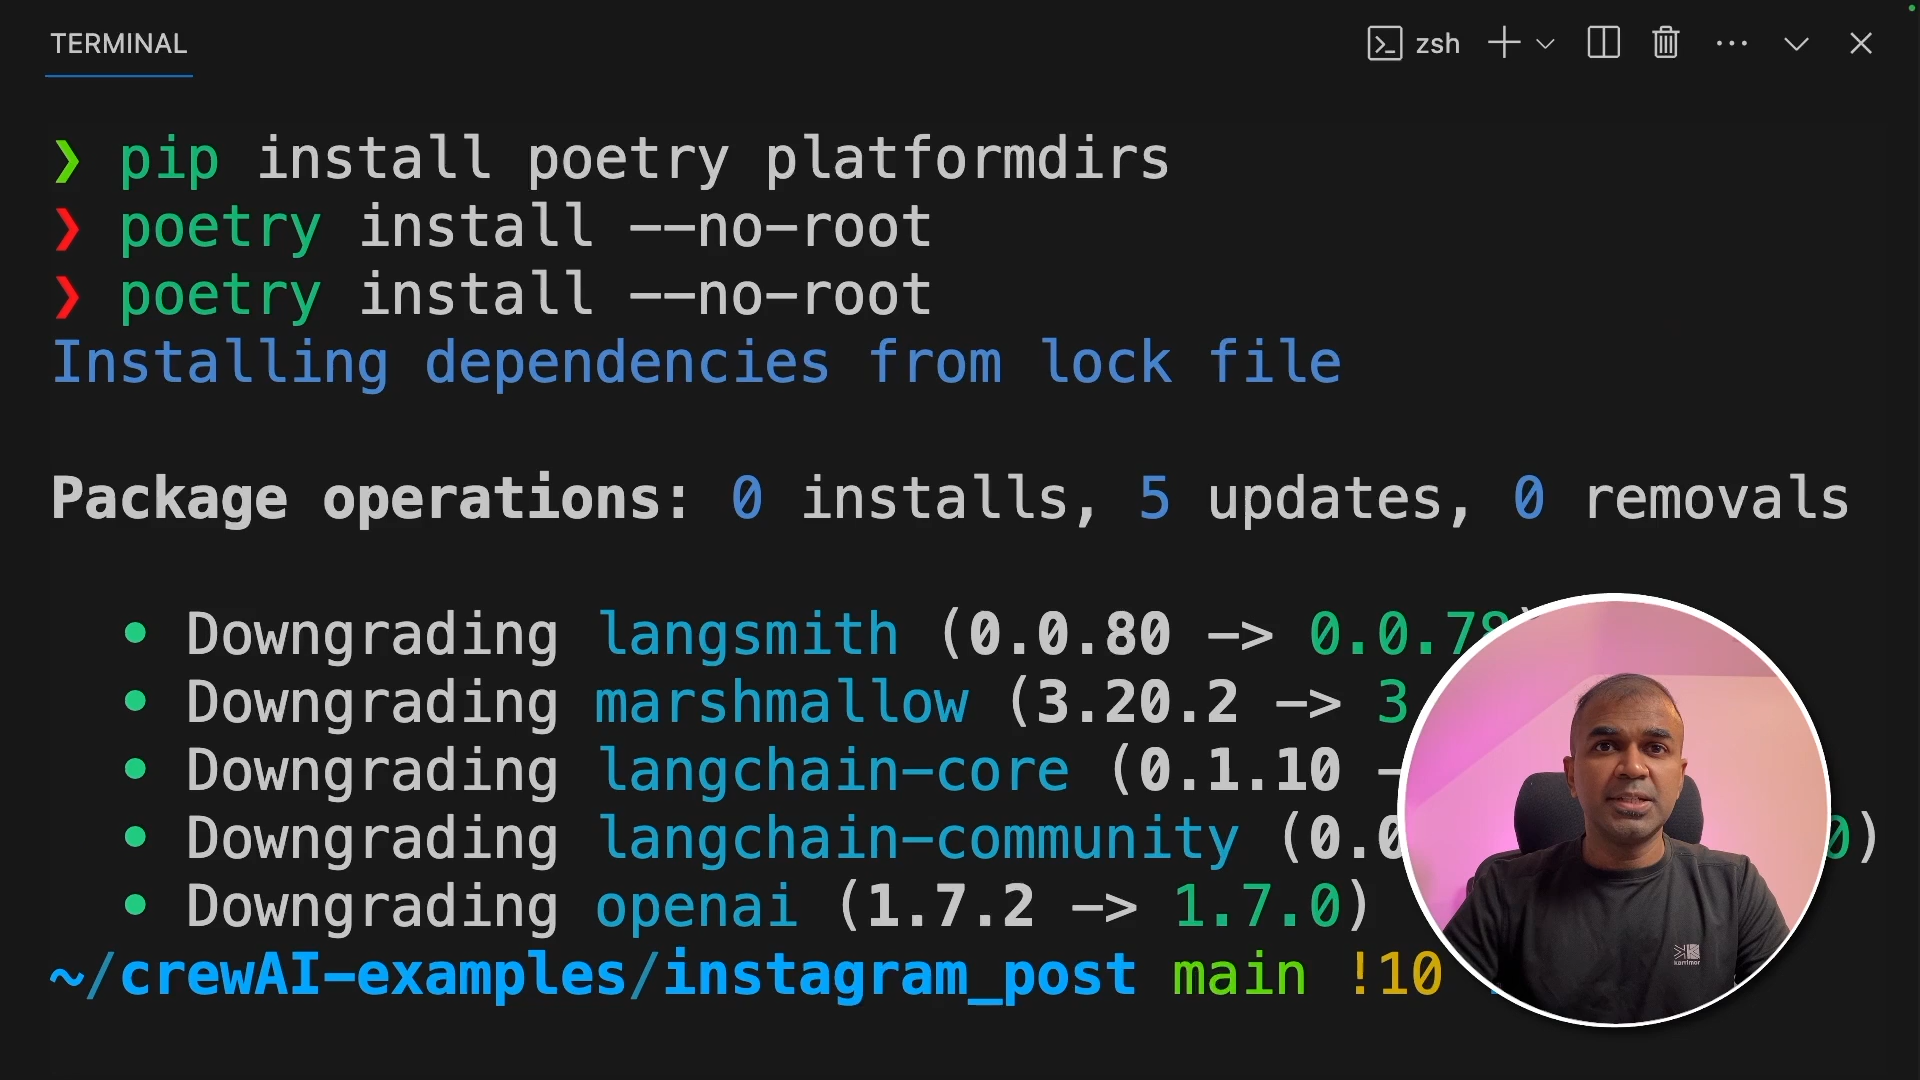 TERMINAL
zsh
❯ pip install poetry platformdirs
❯ poetry install --no-root
❯ poetry install --no-root
Installing dependencies from lock file
Package operations: 0 installs, 5 updates, 0 removals
• Downgrading langsmith (0.0.80 -> 0.0.7
• Downgrading marshmallow (3.20.2 -> 3.
• Downgrading langchain-core (0.1.10 -
• Downgrading langchain-community (0.0 0)
• Downgrading openai (1.7.2 -> 1.7.0)
~/crewAI-examples/instagram_post main !10
karrimor